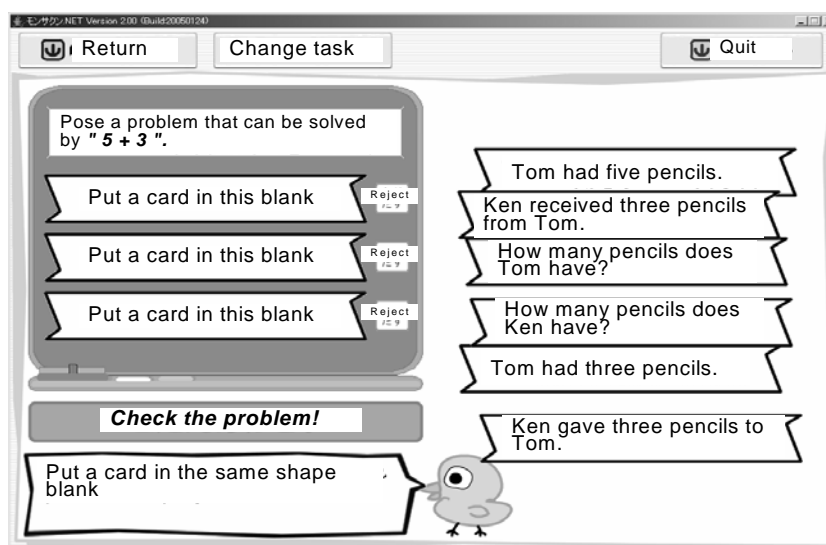 モンサクン.NET Version 2.00 (Build:20050124)
Return
Change task
Quit
Pose a problem that can be solved
by " 5 + 3 ".
Put a card in this blank
Reject
Put a card in this blank
Reject
Put a card in this blank
Reject
Check the problem!
Put a card in the same shape
blank
Tom had five pencils.
Ken received three pencils
from Tom.
How many pencils does
Tom have?
How many pencils does
Ken have?
Tom had three pencils.
Ken gave three pencils to
Tom.